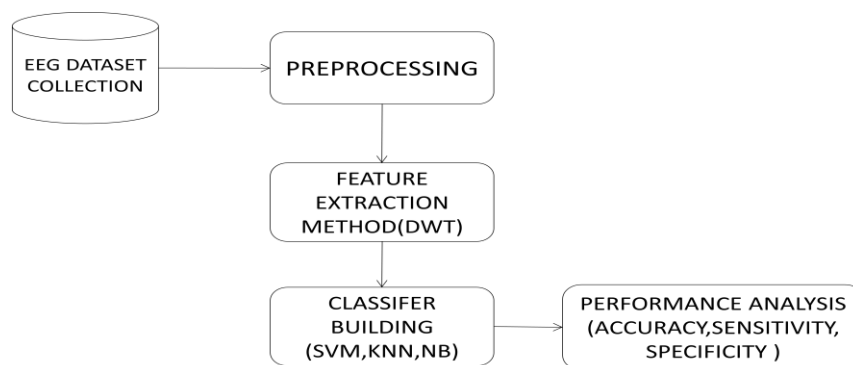 EEG DATASET
COLLECTION
PREPROCESSING
FEATURE
EXTRACTION
METHOD(DWT)
CLASSIFER
BUILDING
(SVM,KNN,NB)
PERFORMANCE ANALYSIS
(ACCURACY,SENSITIVITY,
SPECIFICITY )